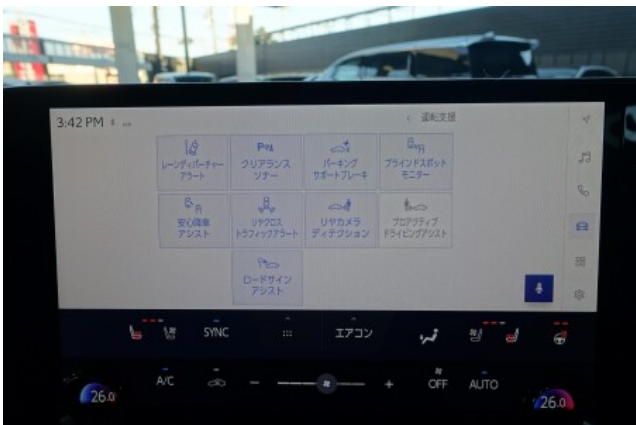 3:42 PM
運転支援
レーンディパーチャー
アラート
クリアランス
ソナー
パーキング
サポートブレーキ
ブラインドスポット
モニター
安心降車
アシスト
リヤクロス
トラフィックアラート
リヤカメラ
ディテクション
プロアクティブ
ドライビングアシスト
ロードサイン
アシスト
SYNC
エアコン
A/C
OFF
AUTO
26.0
26.0